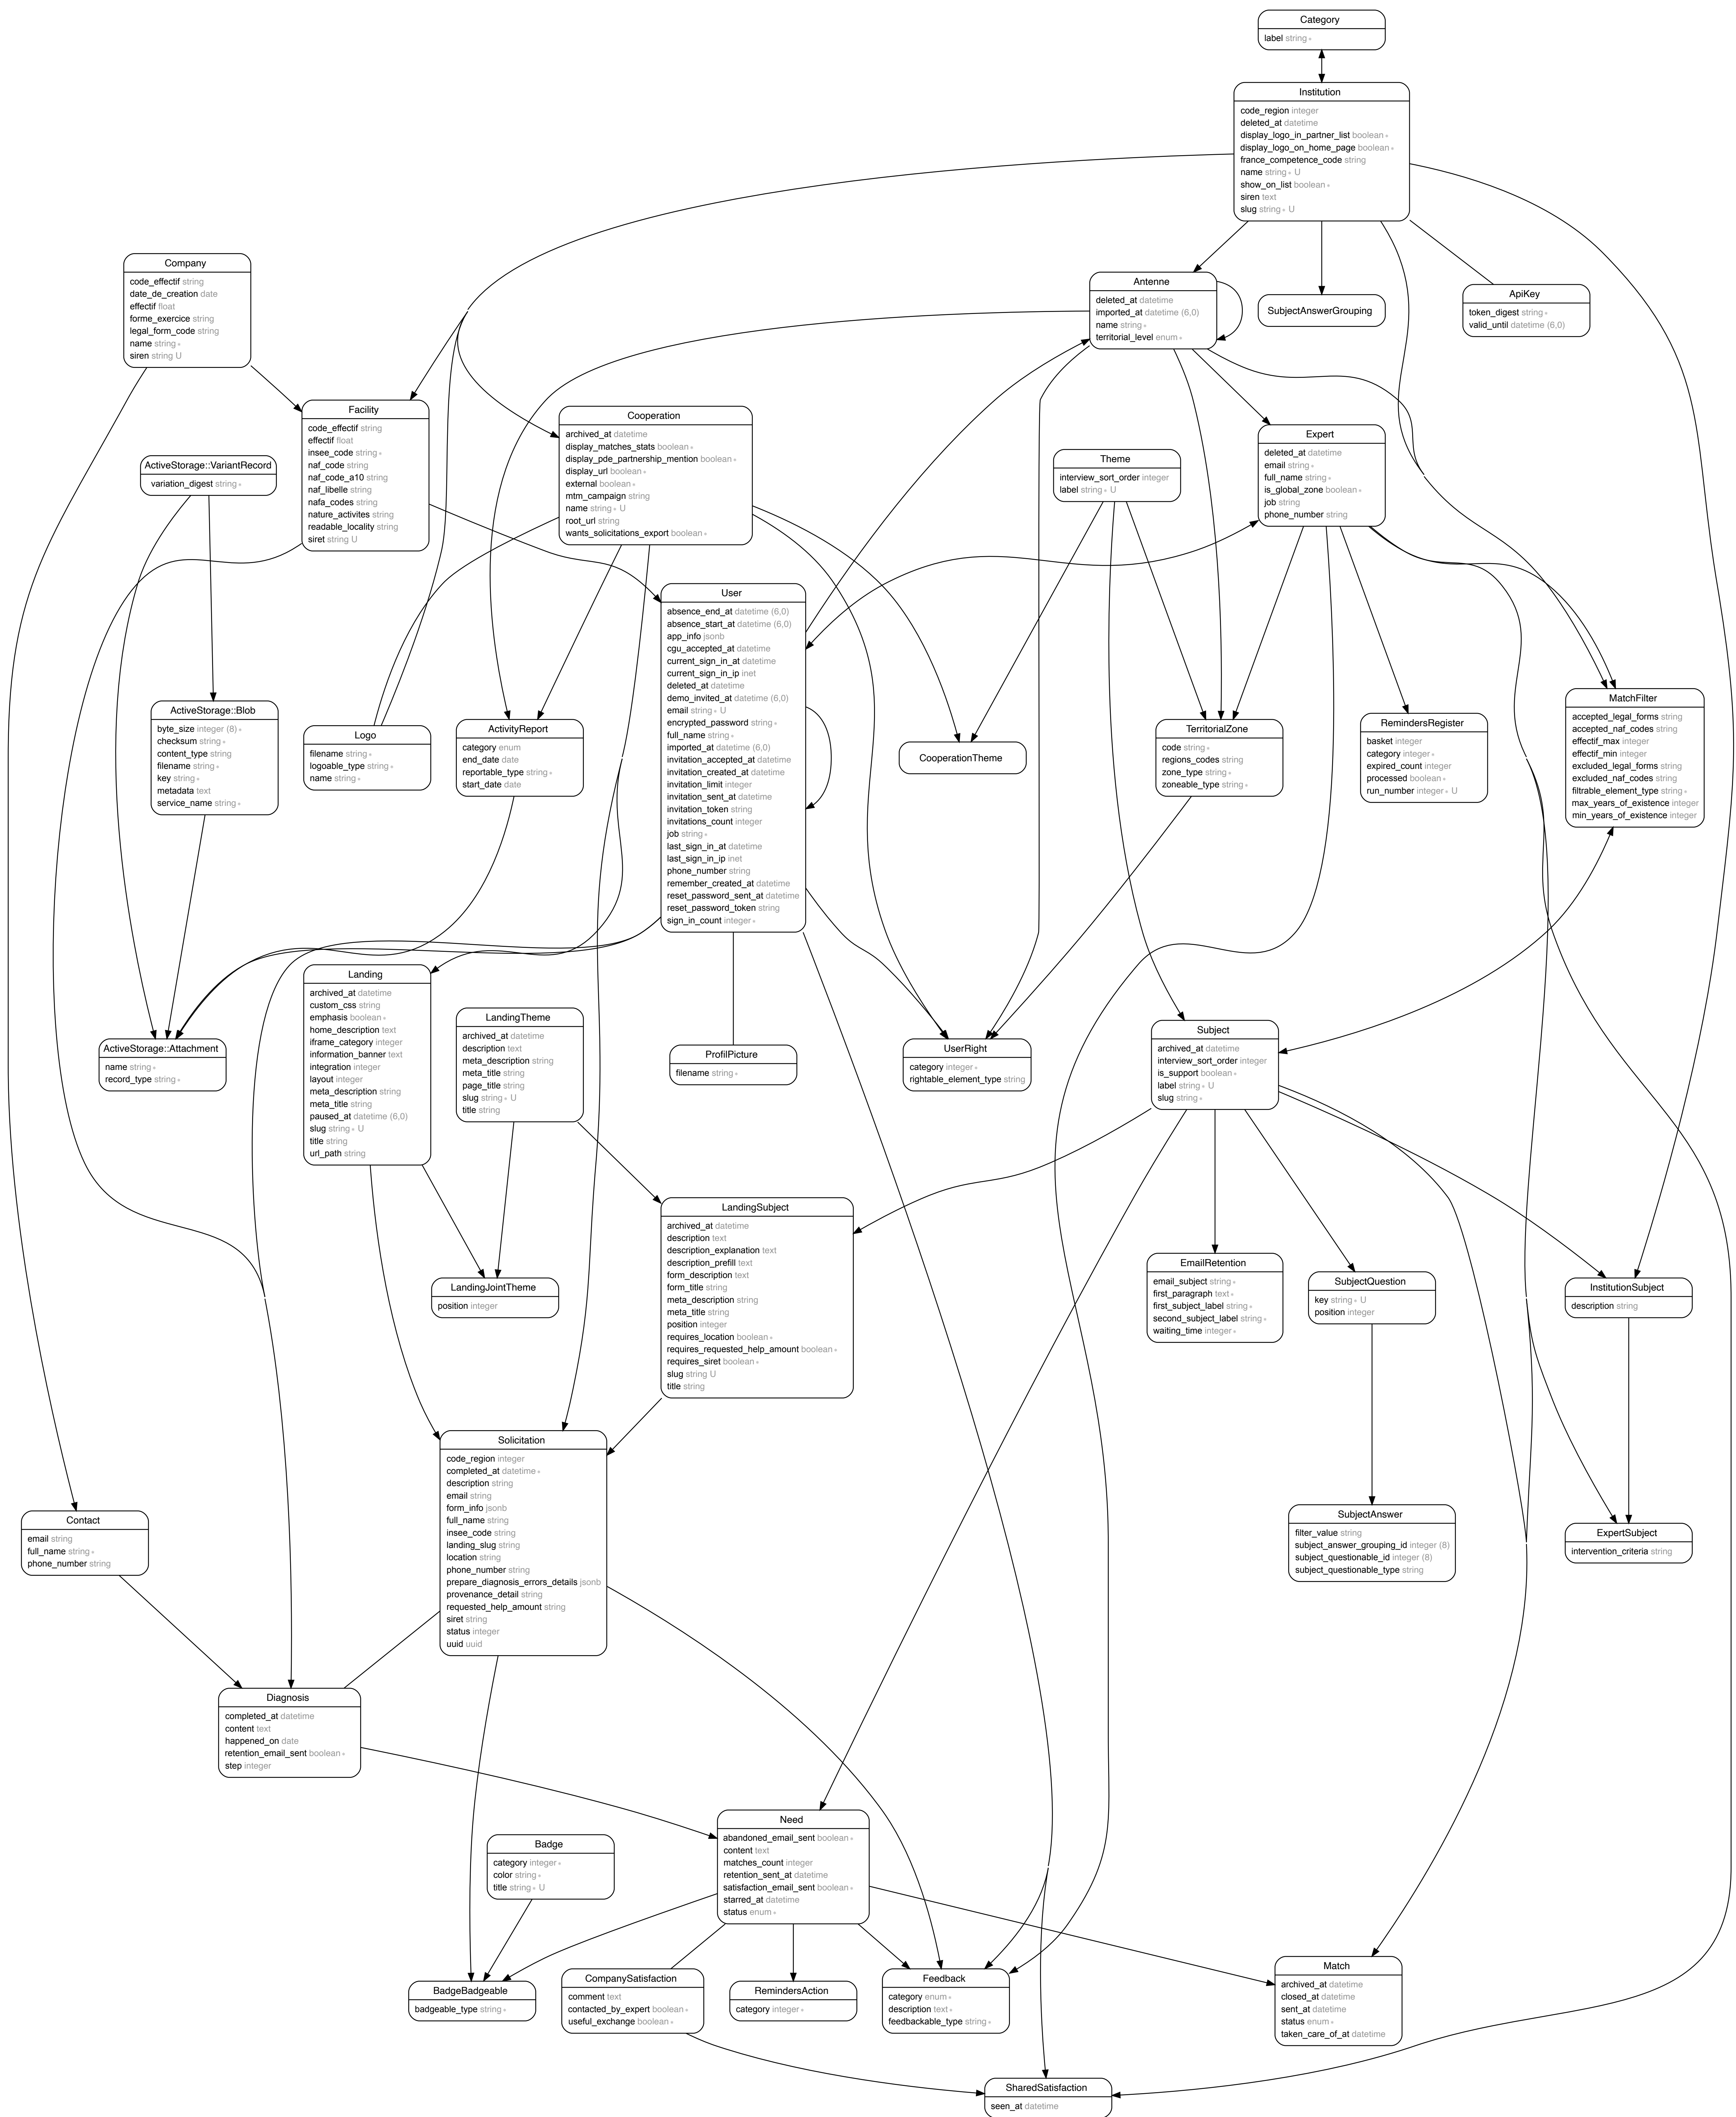 Category
label string ∗
Institution
code_region integer
deleted_at datetime
display_logo_in_partner_list boolean ∗
display_logo_on_home_page boolean ∗
france_competence_code string
name string ∗ U
show_on_list boolean ∗
siren text
slug string ∗ U
Company
code_effectif string
date_de_creation date
effectif float
forme_exercice string
legal_form_code string
name string ∗
siren string U
Antenne
deleted_at datetime
imported_at datetime (6,0)
name string ∗
territorial_level enum ∗
SubjectAnswerGrouping
ApiKey
token_digest string ∗
valid_until datetime (6,0)
Facility
code_effectif string
effectif float
insee_code string ∗
naf_code string
naf_code_a10 string
naf_libelle string
nafa_codes string
nature_activites string
readable_locality string
siret string U
Cooperation
archived_at datetime
display_matches_stats boolean ∗
display_pde_partnership_mention boolean ∗
display_url boolean ∗
external boolean ∗
mtm_campaign string
name string ∗ U
root_url string
wants_solicitations_export boolean ∗
Expert
deleted_at datetime
email string ∗
full_name string ∗
is_global_zone boolean ∗
job string
phone_number string
Theme
interview_sort_order integer
label string ∗ U
ActiveStorage::VariantRecord
variation_digest string ∗
User
absence_end_at datetime (6,0)
absence_start_at datetime (6,0)
app_info jsonb
cgu_accepted_at datetime
current_sign_in_at datetime
current_sign_in_ip inet
deleted_at datetime
demo_invited_at datetime (6,0)
email string ∗ U
encrypted_password string ∗
full_name string ∗
imported_at datetime (6,0)
invitation_accepted_at datetime
invitation_created_at datetime
invitation_limit integer
invitation_sent_at datetime
invitation_token string
invitations_count integer
job string ∗
last_sign_in_at datetime
last_sign_in_ip inet
phone_number string
remember_created_at datetime
reset_password_sent_at datetime
reset_password_token string
sign_in_count integer ∗
ActiveStorage::Blob
byte_size integer (8) ∗
checksum string ∗
content_type string
filename string ∗
key string ∗
metadata text
service_name string ∗
Logo
filename string ∗
logoable_type string ∗
name string ∗
ActivityReport
category enum
end_date date
reportable_type string ∗
start_date date
CooperationTheme
TerritorialZone
code string ∗
regions_codes string
zone_type string ∗
zoneable_type string ∗
RemindersRegister
basket integer
category integer ∗
expired_count integer
processed boolean ∗
run_number integer ∗ U
MatchFilter
accepted_legal_forms string
accepted_naf_codes string
effectif_max integer
effectif_min integer
excluded_legal_forms string
excluded_naf_codes string
filtrable_element_type string ∗
max_years_of_existence integer
min_years_of_existence integer
Landing
archived_at datetime
custom_css string
emphasis boolean ∗
home_description text
iframe_category integer
information_banner text
integration integer
layout integer
meta_description string
meta_title string
paused_at datetime (6,0)
slug string ∗ U
title string
url_path string
LandingTheme
archived_at datetime
description text
meta_description string
meta_title string
page_title string
slug string ∗ U
title string
ActiveStorage::Attachment
name string ∗
record_type string ∗
ProfilPicture
filename string ∗
UserRight
category integer ∗
rightable_element_type string
Subject
archived_at datetime
interview_sort_order integer
is_support boolean ∗
label string ∗ U
slug string ∗
LandingSubject
archived_at datetime
description text
description_explanation text
description_prefill text
form_description text
form_title string
meta_description string
meta_title string
position integer
requires_location boolean ∗
requires_requested_help_amount boolean ∗
requires_siret boolean ∗
slug string U
title string
LandingJointTheme
position integer
EmailRetention
email_subject string ∗
first_paragraph text ∗
first_subject_label string ∗
second_subject_label string ∗
waiting_time integer ∗
SubjectQuestion
key string ∗ U
position integer
InstitutionSubject
description string
Solicitation
code_region integer
completed_at datetime ∗
description string
email string
form_info jsonb
full_name string
insee_code string
landing_slug string
location string
phone_number string
prepare_diagnosis_errors_details jsonb
provenance_detail string
requested_help_amount string
siret string
status integer
uuid uuid
Contact
email string
full_name string ∗
phone_number string
SubjectAnswer
filter_value string
subject_answer_grouping_id integer (8)
subject_questionable_id integer (8)
subject_questionable_type string
ExpertSubject
intervention_criteria string
Diagnosis
completed_at datetime
content text
happened_on date
retention_email_sent boolean ∗
step integer
Need
abandoned_email_sent boolean ∗
content text
matches_count integer
retention_sent_at datetime
satisfaction_email_sent boolean ∗
starred_at datetime
status enum ∗
Badge
category integer ∗
color string ∗
title string ∗ U
BadgeBadgeable
badgeable_type string ∗
CompanySatisfaction
comment text
contacted_by_expert boolean ∗
useful_exchange boolean ∗
RemindersAction
category integer ∗
Feedback
category enum ∗
description text ∗
feedbackable_type string ∗
Match
archived_at datetime
closed_at datetime
sent_at datetime
status enum ∗
taken_care_of_at datetime
SharedSatisfaction
seen_at datetime